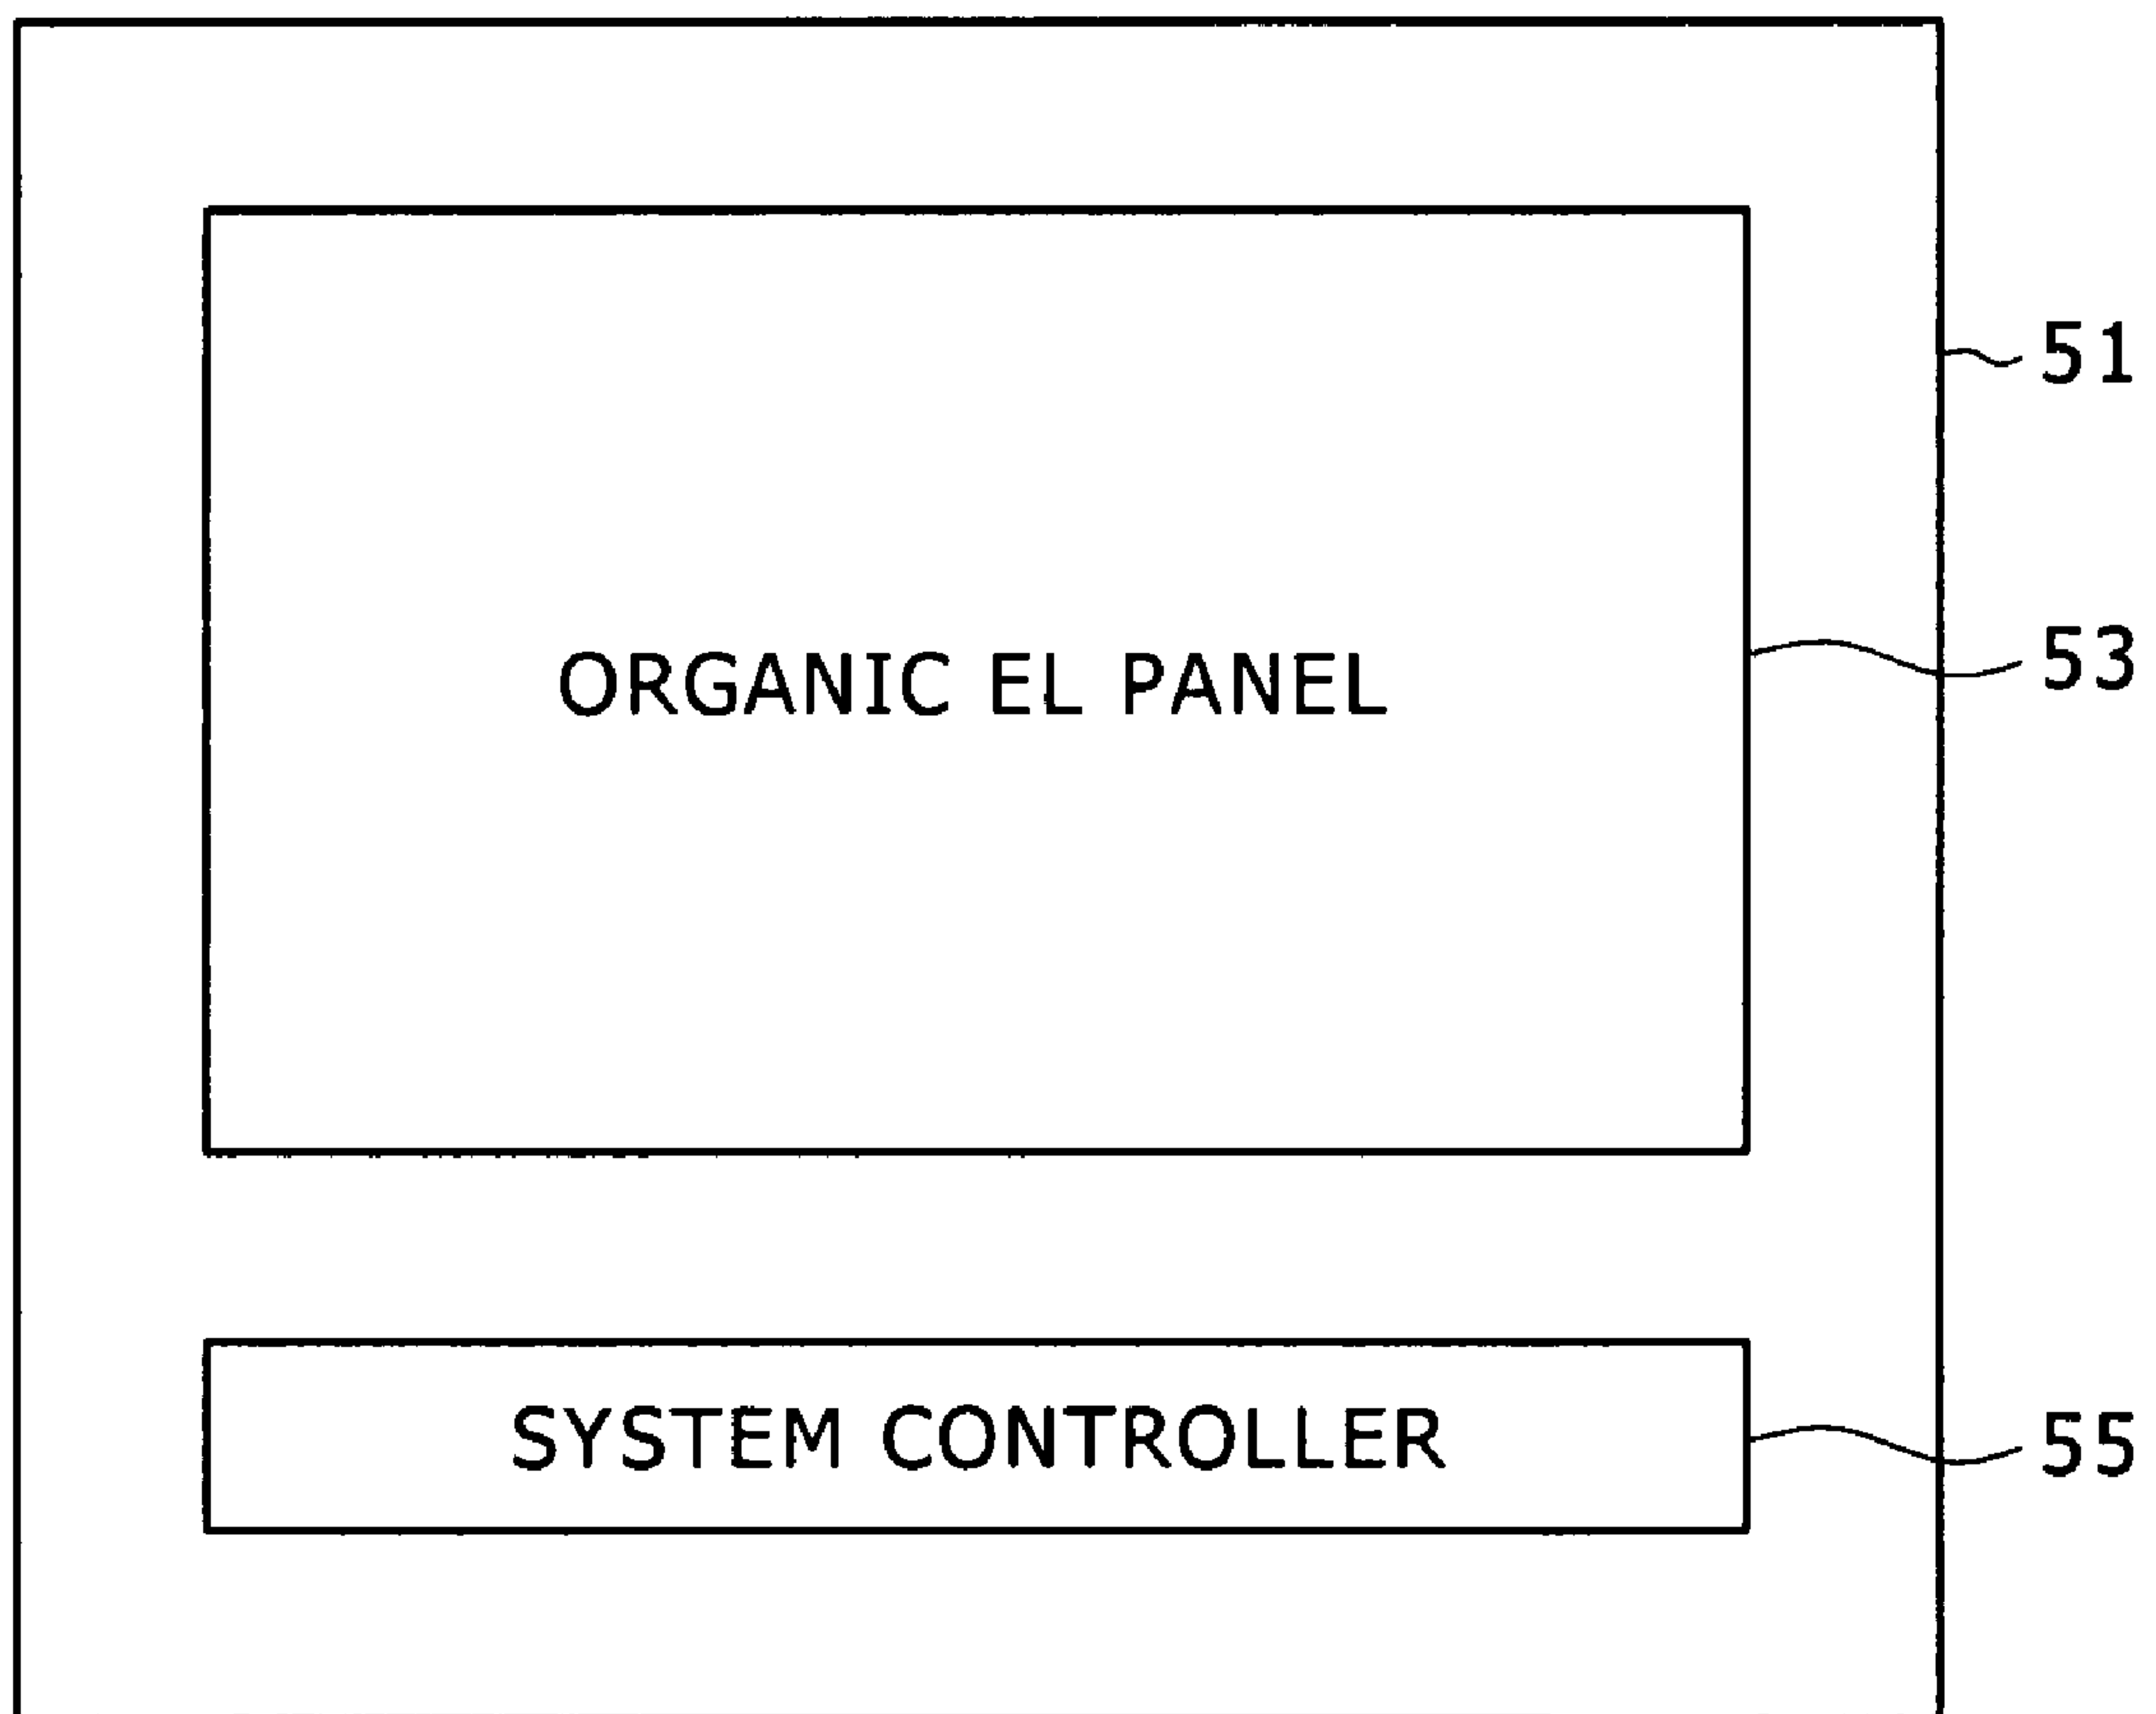 51
53
ORGANIC EL PANEL
SYSTEM CONTROLLER
55